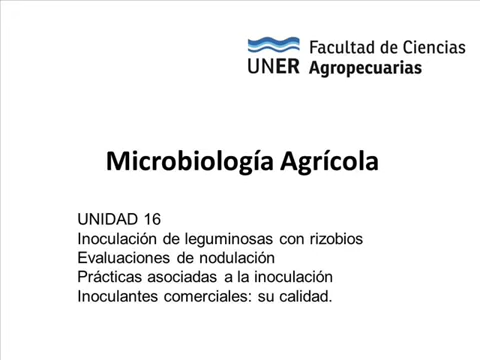 UNER
Facultad de Ciencias
Agropecuarias
Microbiología Agrícola
UNIDAD 16
Inoculación de leguminosas con rizobios
Evaluaciones de nodulación
Prácticas asociadas a la inoculación
Inoculantes comerciales: su calidad.